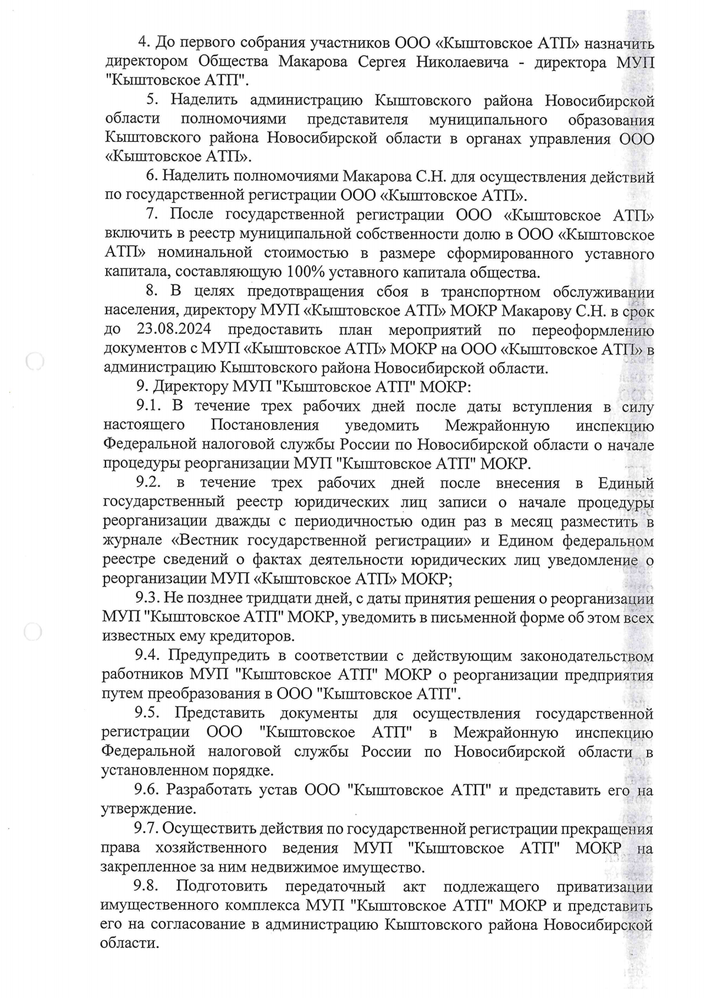 4. До первого собрания участников ООО «Кыштовское АТП» назначить
директором Общества Макарова Сергея Николаевича - директора МУП
"Кыштовское АТП".
5. Наделить администрацию Кыштовского района Новосибирской
области полномочиями представителя муниципального образования
Кыштовского района Новосибирской области в органах управления ООО
«Кыштовское АТП».
6. Наделить полномочиями Макарова С.Н. для осуществления действий
по государственной регистрации ООО «Кыштовское АТП».
7. После государственной регистрации ООО «Кыштовское АТП»
включить в реестр муниципальной собственности долю в ООО «Кыштовское
АТП» номинальной стоимостью в размере сформированного уставного
капитала, составляющую 100% уставного капитала общества.
8. В целях предотвращения сбоя в транспортном обслуживании
населения, директору МУП «Кыштовское АТП» МОКР Макарову С.Н. в срок
до 23.08.2024 предоставить план мероприятий по переоформлению
документов с МУП «Кыштовское АТП» МОКР на ООО «Кыштовское АТП» в
администрацию Кыштовского района Новосибирской области.
9. Директору МУП "Кыштовское АТП" МОКР:
9.1. В течение трех рабочих дней после даты вступления в силу
настоящего Постановления уведомить Межрайонную инспекцию
Федеральной налоговой службы России по Новосибирской области о начале
процедуры реорганизации МУП "Кыштовское АТП" МОКР.
9.2. в течение трех рабочих дней после внесения в Единый
государственный реестр юридических лиц записи о начале процедуры
реорганизации дважды с периодичностью один раз в месяц разместить в
журнале «Вестник государственной регистрации» и Едином федеральном
реестре сведений о фактах деятельности юридических лиц уведомление о
реорганизации МУП «Кыштовское АТП» МОКР;
9.3. Не позднее тридцати дней, с даты принятия решения о реорганизации
МУП "Кыштовское АТП" МОКР, уведомить в письменной форме об этом всех
известных ему кредиторов.
9.4. Предупредить в соответствии с действующим законодательством
работников МУП "Кыштовское АТП" МОКР о реорганизации предприятия
путем преобразования в ООО "Кыштовское АТП".
9.5. Представить документы для осуществления государственной
регистрации ООО "Кыштовское АТП" в Межрайонную инспекцию
Федеральной налоговой службы России по Новосибирской области в
установленном порядке.
9.6. Разработать устав ООО "Кыштовское АТП" и представить его на
утверждение.
9.7. Осуществить действия по государственной регистрации прекращения
права хозяйственного ведения МУП "Кыштовское АТП" МОКР на
закрепленное за ним недвижимое имущество.
9.8. Подготовить передаточный акт подлежащего приватизации
имущественного комплекса МУП "Кыштовское АТП" МОКР и представить
его на согласование в администрацию Кыштовского района Новосибирской
области.